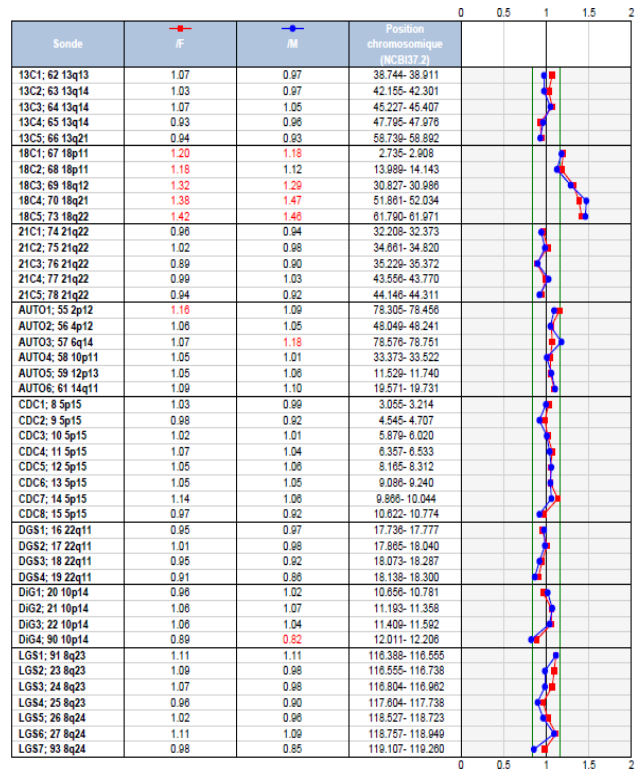 0 0.5 1 1.5 2
Sonde /F /M Position
chromosomique
(NCBI37.2)
13C1; 62 13q13 1.07 0.97 38.744- 38.911
13C2; 63 13q14 1.03 0.97 42.155- 42.301
13C3; 64 13q14 1.07 1.05 45.227- 45.407
13C4; 65 13q14 0.93 0.96 47.795- 47.976
13C5; 66 13q21 0.94 0.93 58.739- 58.892
18C1; 67 18p11 1.20 1.18 2.735- 2.908
18C2; 68 18p11 1.18 1.12 13.989- 14.143
18C3; 69 18q12 1.32 1.29 30.827- 30.986
18C4; 70 18q21 1.38 1.47 51.861- 52.034
18C5; 73 18q22 1.42 1.46 61.790- 61.971
21C1; 74 21q22 0.96 0.94 32.208- 32.373
21C2; 75 21q22 1.02 0.98 34.661- 34.820
21C3; 76 21q22 0.89 0.90 35.229- 35.372
21C4; 77 21q22 0.99 1.03 43.556- 43.770
21C5; 78 21q22 0.94 0.92 44.146- 44.311
AUTO1; 55 2p12 1.16 1.09 78.305- 78.456
AUTO2; 56 4p12 1.06 1.05 48.049- 48.241
AUTO3; 57 6q14 1.07 1.18 78.576- 78.751
AUTO4; 58 10p11 1.05 1.01 33.373- 33.522
AUTO5; 59 12p13 1.05 1.06 11.529- 11.740
AUTO6; 61 14q11 1.09 1.10 19.571- 19.731
CDC1; 8 5p15 1.03 0.99 3.055- 3.214
CDC2; 9 5p15 0.98 0.92 4.545- 4.707
CDC3; 10 5p15 1.02 1.01 5.879- 6.020
CDC4; 11 5p15 1.07 1.04 6.357- 6.533
CDC5; 12 5p15 1.05 1.06 8.165- 8.312
CDC6; 13 5p15 1.05 1.05 9.086- 9.240
CDC7; 14 5p15 1.14 1.06 9.866- 10.044
CDC8; 15 5p15 0.97 0.92 10.622- 10.774
DGS1; 16 22q11 0.95 0.97 17.736- 17.777
DGS2; 17 22q11 1.01 0.98 17.865- 18.040
DGS3; 18 22q11 0.95 0.92 18.073- 18.287
DGS4; 19 22q11 0.91 0.86 18.138- 18.300
DiG1; 20 10p14 0.96 1.02 10.656- 10.781
DiG2; 21 10p14 1.06 1.07 11.193- 11.358
DiG3; 22 10p14 1.06 1.04 11.409- 11.592
DiG4; 90 10p14 0.89 0.82 12.011- 12.206
LGS1; 91 8q23 1.11 1.11 116.388- 116.555
LGS2; 23 8q23 1.09 0.98 116.555- 116.738
LGS3; 24 8q23 1.07 0.98 116.804- 116.962
LGS4; 25 8q23 0.96 0.90 117.604- 117.738
LGS5; 26 8q24 1.02 0.96 118.527- 118.723
LGS6; 27 8q24 1.11 1.09 118.757- 118.949
LGS7; 93 8q24 0.98 0.85 119.107- 119.260
0 0.5 1 1.5 2